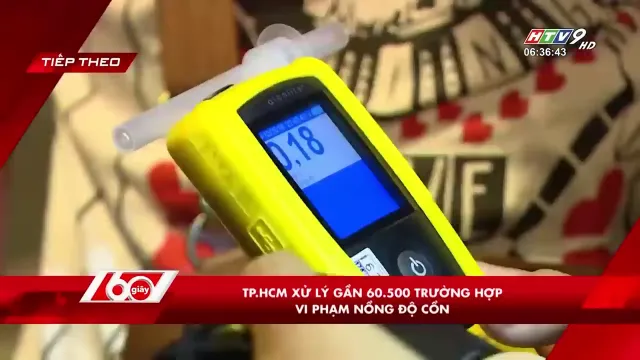 TIẾP THEO
HTV9 HD
06:36:43
0,18
VF
60 giây
TP.HCM XỬ LÝ GẦN 60.500 TRƯỜNG HỢP
VI PHẠM NỒNG ĐỘ CỒN